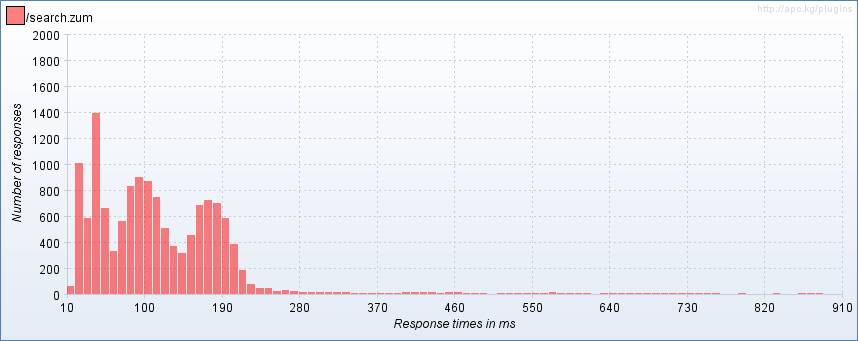 http://apc.kg/plugins
/search.zum
2000
1800
1600
1400
1200
1000
800
600
400
200
0
Number of responses
10 100 190 280 370 460 550 640 730 820 910
Response times in ms